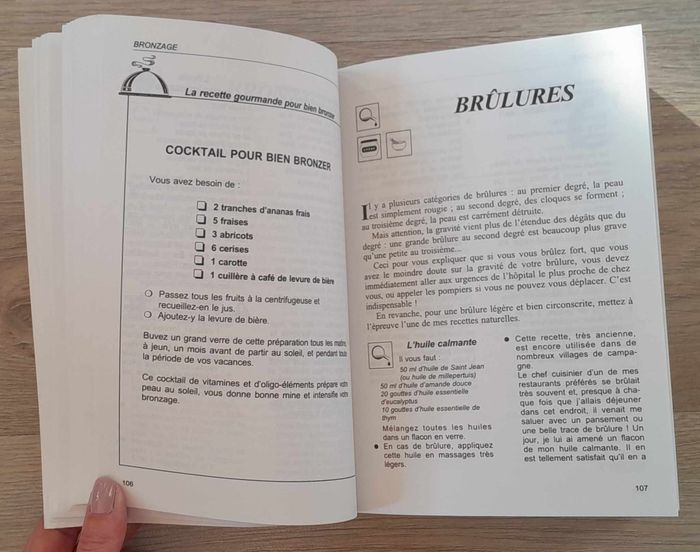 BRONZAGE
La recette gourmande pour bien bronzer
COCKTAIL POUR BIEN BRONZER
Vous avez besoin de :
2 tranches d'ananas frais
5 fraises
3 abricots
6 cerises
1 carotte
1 cuillère à café de levure de bière
Passez tous les fruits à la centrifugeuse et
recueillez-en le jus.
Ajoutez-y la levure de bière.
Buvez un grand verre de cette préparation tous les matins,
à jeun, un mois avant de partir au soleil, et pendant toute
la période de vos vacances.
Ce cocktail de vitamines et d'oligo-éléments prépare votre
peau au soleil, vous donne bonne mine et intensifie votre
bronzage.
106
BRÛLURES
Il y a plusieurs catégories de brûlures : au premier degré, la peau
est simplement rougie ; au second degré, des cloques se forment ;
au troisième degré, la peau est carrément détruite.
Mais attention, la gravité vient plus de l'étendue des dégâts que du
degré : une grande brûlure au second degré est beaucoup plus grave
qu'une petite au troisième...
Ceci pour vous expliquer que si vous vous brûlez fort, que vous
avez le moindre doute sur la gravité de votre brûlure, vous devez
immédiatement aller aux urgences de l'hôpital le plus proche de chez
vous, ou appeler les pompiers si vous ne pouvez vous déplacer. C'est
indispensable !
En revanche, pour une brûlure légère et bien circonscrite, mettez à
l'épreuve l'une de mes recettes naturelles.
L'huile calmante
Il vous faut :
50 ml d'huile de Saint Jean
(ou huile de millepertuis)
50 ml d'huile d'amande douce
20 gouttes d'huile essentielle
d'eucalyptus
10 gouttes d'huile essentielle de
thym
Mélangez toutes les huiles
dans un flacon en verre.
● En cas de brûlure, appliquez
cette huile en massages très
légers.
● Cette recette, très ancienne,
est encore utilisée dans de
nombreux villages de campa-
gne.
Le chef cuisinier d'un de mes
restaurants préférés se brûlait
très souvent et, presque à cha-
que fois que j'allais déjeuner
dans cet endroit, il venait me
saluer avec un pansement ou
une belle trace de brûlure ! Un
jour, je lui ai amené un flacon
de mon huile calmante. Il en
est tellement satisfait qu'il en a
107